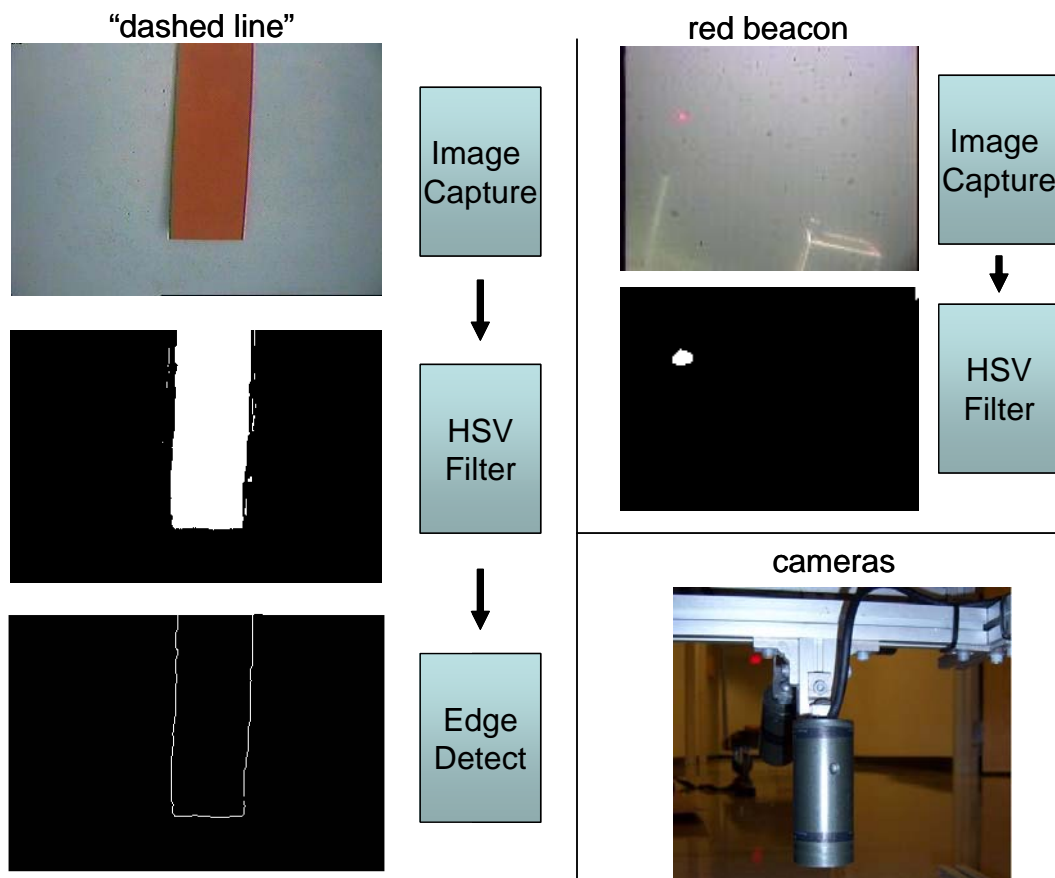 “dashed line”
Image
Capture
HSV
Filter
Edge
Detect
red beacon
Image
Capture
HSV
Filter
cameras